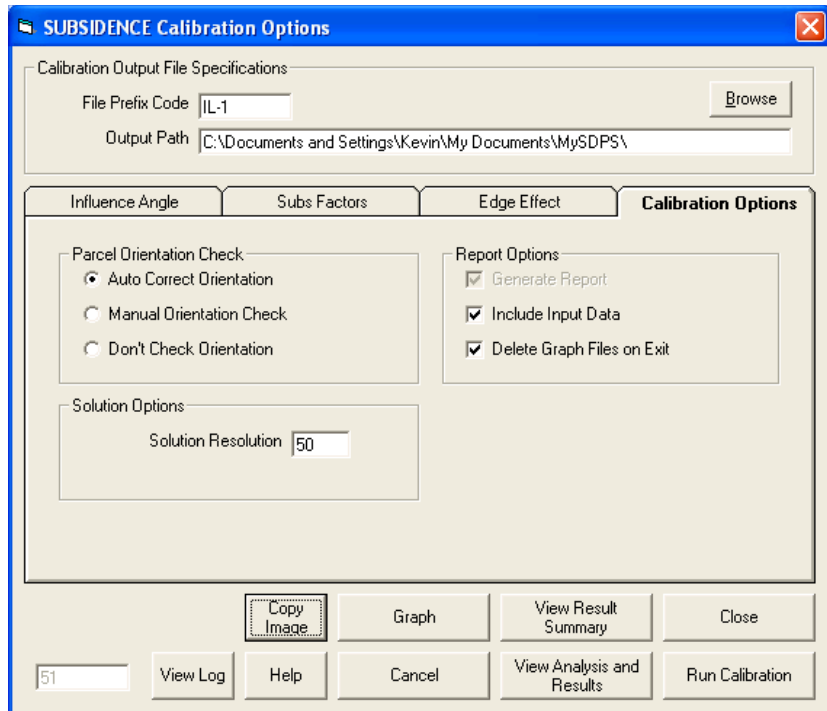 SUBSIDENCE Calibration Options
Calibration Output File Specifications
File Prefix Code IL-1
Browse
Output Path C:\Documents and Settings\Kevin\My Documents\MySDPS\
Influence Angle Subs Factors Edge Effect Calibration Options
Parcel Orientation Check
Auto Correct Orientation
Manual Orientation Check
Don't Check Orientation
Report Options
Generate Report
Include Input Data
Delete Graph Files on Exit
Solution Options
Solution Resolution 50
Copy
Image
Graph
View Result
Summary
Close
51
View Log
Help
Cancel
View Analysis and
Results
Run Calibration